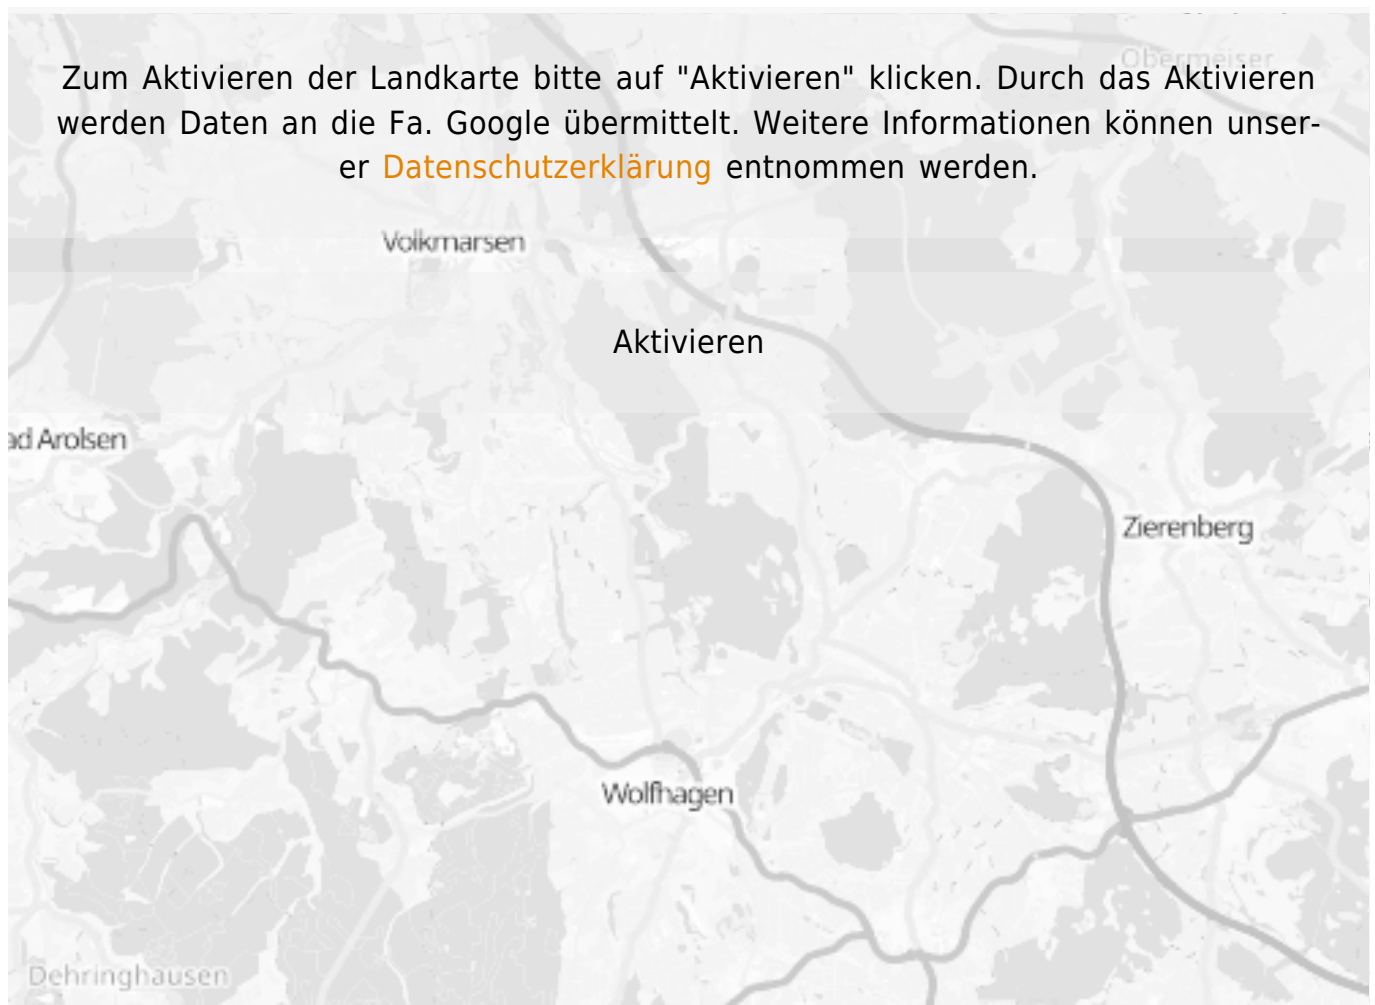 Obermeiser
Zum Aktivieren der Landkarte bitte auf "Aktivieren" klicken. Durch das Aktivieren
werden Daten an die Fa. Google übermittelt. Weitere Informationen können unser-
er Datenschutzerklärung entnommen werden.
Volkmarsen
Aktivieren
ad Arolsen
Zierenberg
Wolfhagen
Dehringhausen